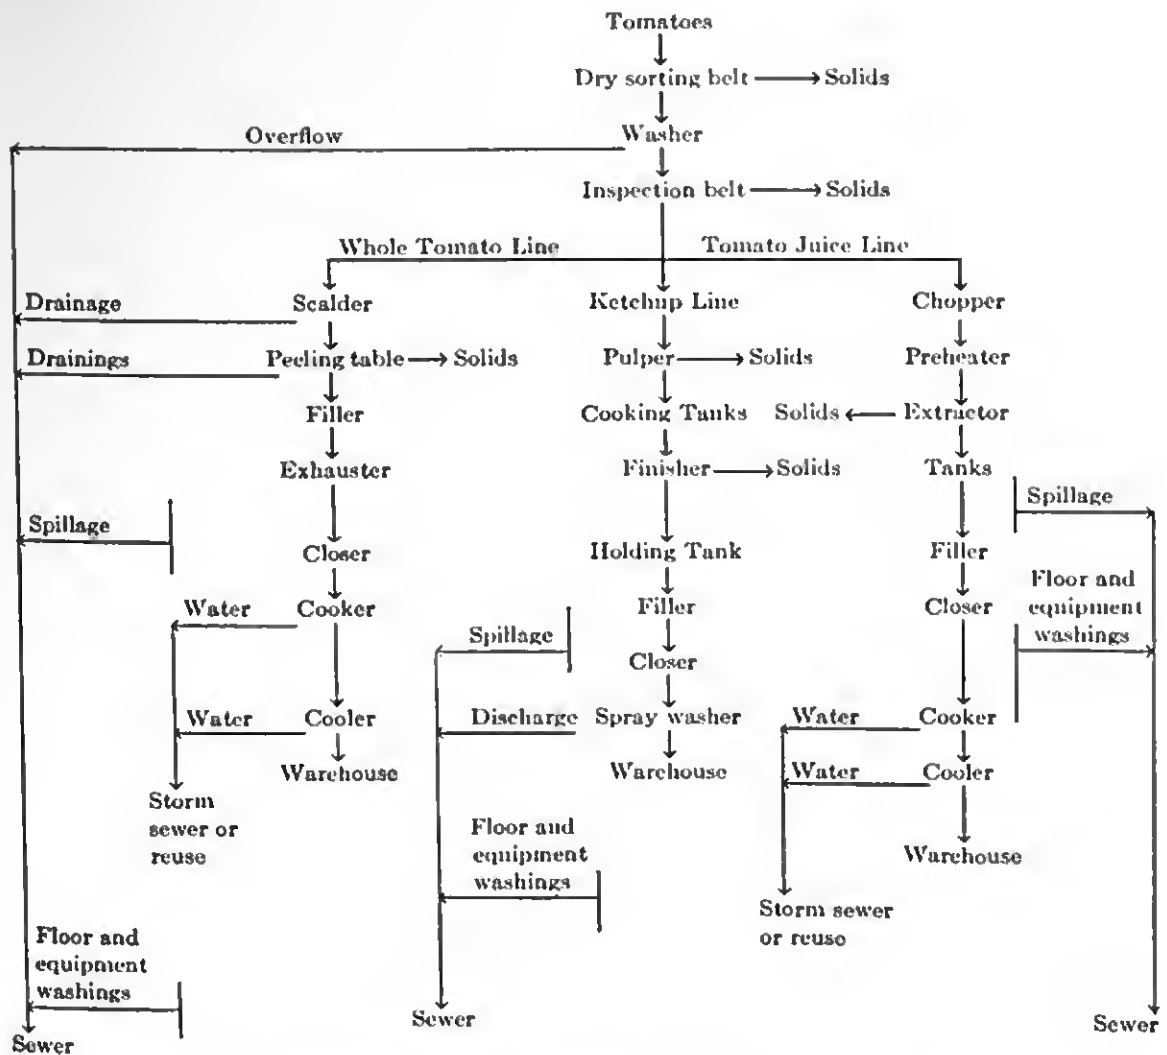 Tomatoes
Dry sorting belt
Solids
Overflow
Washer
Inspection belt
Solids
Whole Tomato Line
Tomato Juice Line
Drainage
Scalder
Ketchup Line
Chopper
Drainings
Peeling table
Solids
Pulper
Solids
Preheater
Filler
Cooking Tanks
Solids
Extractor
Exhauster
Finisher
Solids
Tanks
Spillage
Spillage
Closer
Holding Tank
Filler
Floor and
equipment
washings
Water
Cooker
Filler
Closer
Spillage
Closer
Water
Cooler
Discharge
Spray washer
Water
Cooker
Warehouse
Warehouse
Water
Cooler
Storm
sewer or
reuse
Floor and
equipment
washings
Warehouse
Storm sewer
or reuse
Floor and
equipment
washings
Sewer
Sewer
Sewer